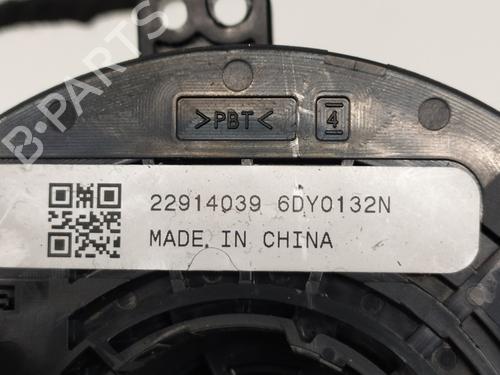 B-PARTS
>PBT<
4
22914039 6DY0132N
MADE IN CHINA